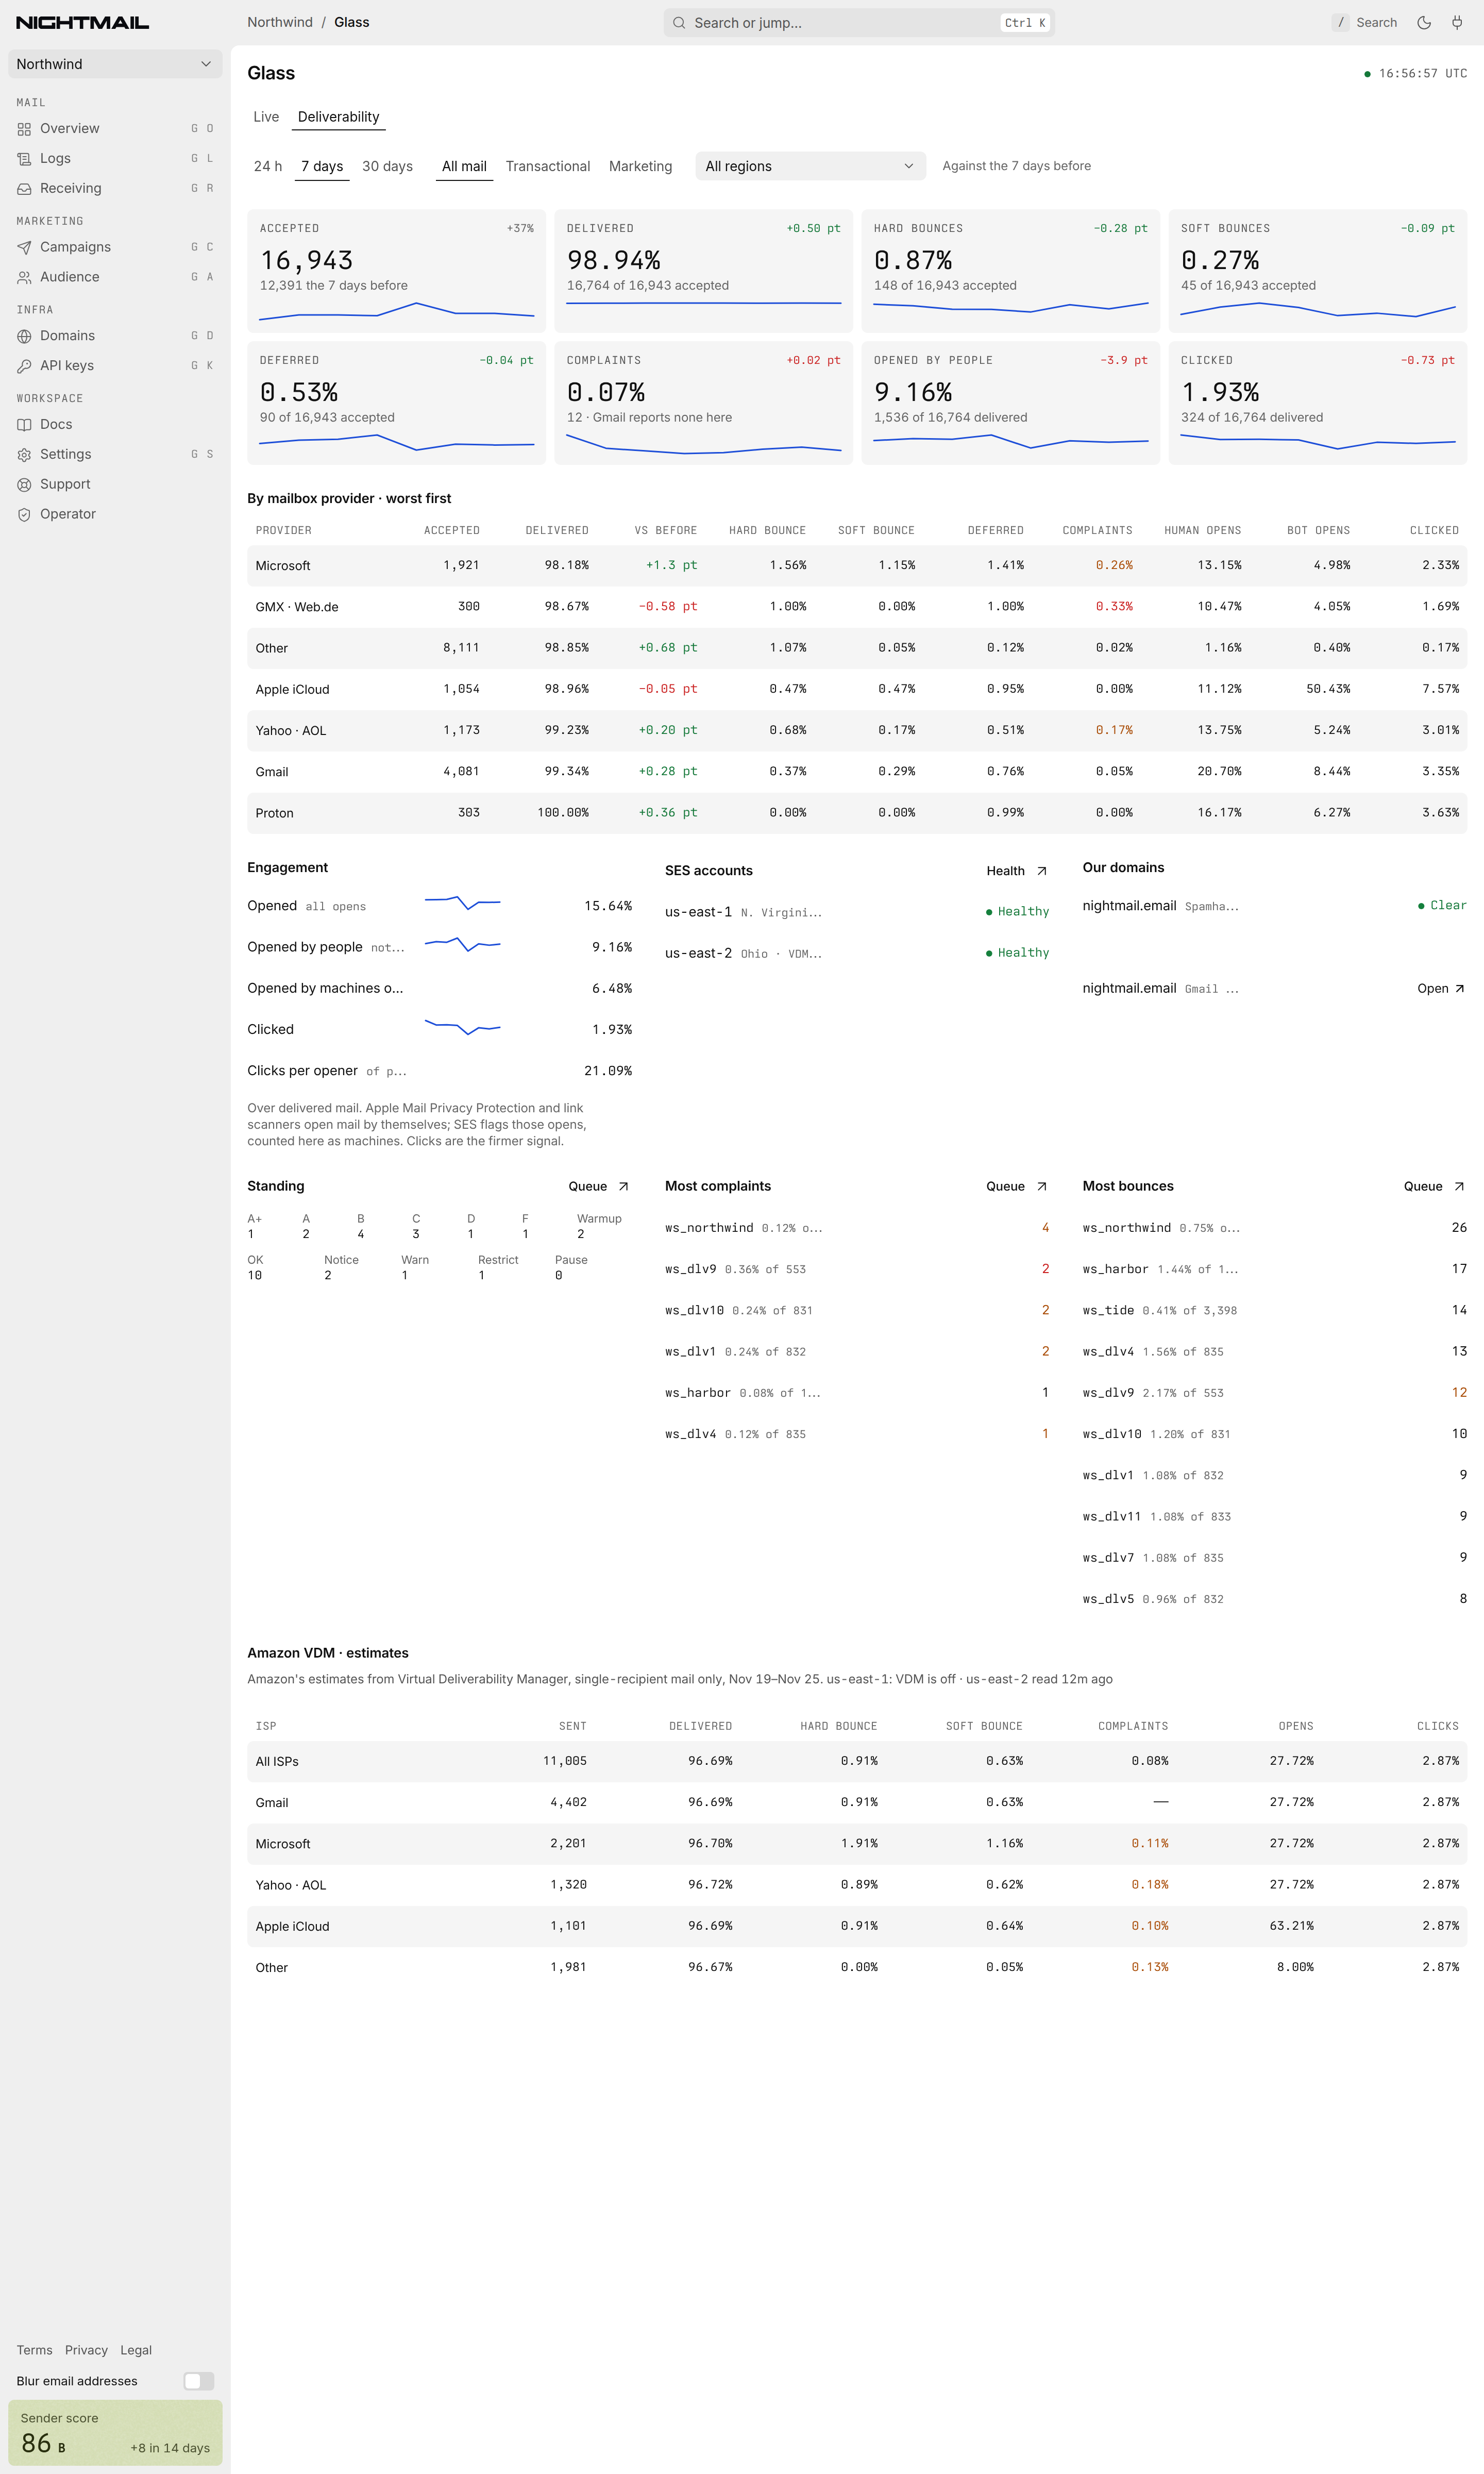 NIGHTMAIL
Northwind / Glass
Search or jump... Ctrl K
/ Search
Northwind
MAIL
Overview G O
Logs G L
Receiving G R
MARKETING
Campaigns G C
Audience G A
INFRA
Domains G D
API keys G K
WORKSPACE
Docs
Settings G S
Support
Operator
Glass
16:56:57 UTC
Live Deliverability
24 h 7 days 30 days All mail Transactional Marketing All regions Against the 7 days before
ACCEPTED +37%
16,943
12,391 the 7 days before
DELIVERED +0.50 pt
98.94%
16,764 of 16,943 accepted
HARD BOUNCES −0.28 pt
0.87%
148 of 16,943 accepted
SOFT BOUNCES −0.09 pt
0.27%
45 of 16,943 accepted
DEFERRED −0.04 pt
0.53%
90 of 16,943 accepted
COMPLAINTS +0.02 pt
0.07%
12 · Gmail reports none here
OPENED BY PEOPLE −3.9 pt
9.16%
1,536 of 16,764 delivered
CLICKED −0.73 pt
1.93%
324 of 16,764 delivered
By mailbox provider · worst first
PROVIDER ACCEPTED DELIVERED VS BEFORE HARD BOUNCE SOFT BOUNCE DEFERRED COMPLAINTS HUMAN OPENS BOT OPENS CLICKED
Microsoft 1,921 98.18% +1.3 pt 1.56% 1.15% 1.41% 0.26% 13.15% 4.98% 2.33%
GMX · Web.de 300 98.67% −0.58 pt 1.00% 0.00% 1.00% 0.33% 10.47% 4.05% 1.69%
Other 8,111 98.85% +0.68 pt 1.07% 0.05% 0.12% 0.02% 1.16% 0.40% 0.17%
Apple iCloud 1,054 98.96% −0.05 pt 0.47% 0.47% 0.95% 0.00% 11.12% 50.43% 7.57%
Yahoo · AOL 1,173 99.23% +0.20 pt 0.68% 0.17% 0.51% 0.17% 13.75% 5.24% 3.01%
Gmail 4,081 99.34% +0.28 pt 0.37% 0.29% 0.76% 0.05% 20.70% 8.44% 3.35%
Proton 303 100.00% +0.36 pt 0.00% 0.00% 0.99% 0.00% 16.17% 6.27% 3.63%
Engagement
Opened all opens 15.64%
Opened by people not... 9.16%
Opened by machines o... 6.48%
Clicked 1.93%
Clicks per opener of p... 21.09%
Over delivered mail. Apple Mail Privacy Protection and link
scanners open mail by themselves; SES flags those opens,
counted here as machines. Clicks are the firmer signal.
SES accounts Health
us-east-1 N. Virgini... Healthy
us-east-2 Ohio · VDM... Healthy
Our domains
nightmail.email Spamha... Clear
nightmail.email Gmail ... Open
Standing Queue
A+ A B C D F Warmup
1 2 4 3 1 1 2
OK Notice Warn Restrict Pause
10 2 1 1 0
Most complaints Queue
ws_northwind 0.12% o... 4
ws_dlv9 0.36% of 553 2
ws_dlv10 0.24% of 831 2
ws_dlv1 0.24% of 832 2
ws_harbor 0.08% of 1... 1
ws_dlv4 0.12% of 835 1
Most bounces Queue
ws_northwind 0.75% o... 26
ws_harbor 1.44% of 1... 17
ws_tide 0.41% of 3,398 14
ws_dlv4 1.56% of 835 13
ws_dlv9 2.17% of 553 12
ws_dlv10 1.20% of 831 10
ws_dlv1 1.08% of 832 9
ws_dlv11 1.08% of 833 9
ws_dlv7 1.08% of 835 9
ws_dlv5 0.96% of 832 8
Amazon VDM · estimates
Amazon's estimates from Virtual Deliverability Manager, single-recipient mail only, Nov 19–Nov 25. us-east-1: VDM is off · us-east-2 read 12m ago
ISP SENT DELIVERED HARD BOUNCE SOFT BOUNCE COMPLAINTS OPENS CLICKS
All ISPs 11,005 96.69% 0.91% 0.63% 0.08% 27.72% 2.87%
Gmail 4,402 96.69% 0.91% 0.63% — 27.72% 2.87%
Microsoft 2,201 96.70% 1.91% 1.16% 0.11% 27.72% 2.87%
Yahoo · AOL 1,320 96.72% 0.89% 0.62% 0.18% 27.72% 2.87%
Apple iCloud 1,101 96.69% 0.91% 0.64% 0.10% 63.21% 2.87%
Other 1,981 96.67% 0.00% 0.05% 0.13% 8.00% 2.87%
Terms Privacy Legal
Blur email addresses
Sender score
86 B +8 in 14 days